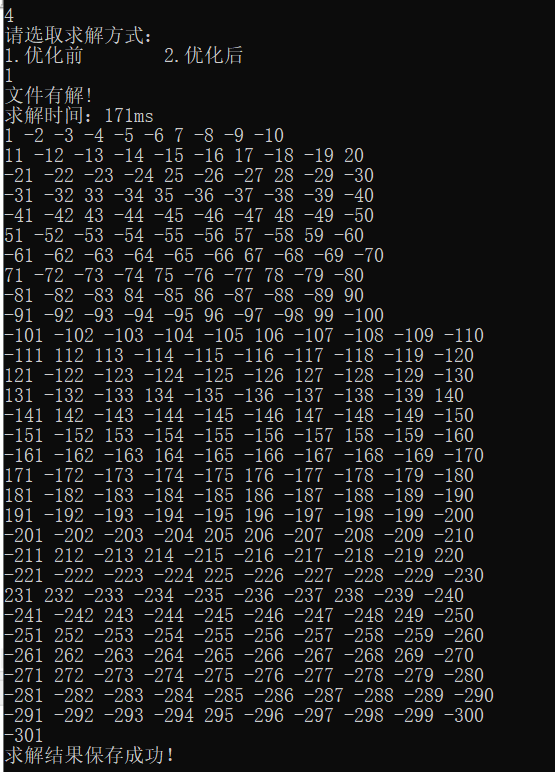 4
请选取求解方式：
1.优化前 2.优化后
1
文件有解!
求解时间：171ms
1 -2 -3 -4 -5 -6 7 -8 -9 -10
11 -12 -13 -14 -15 -16 17 -18 -19 20
-21 -22 -23 -24 25 -26 -27 28 -29 -30
-31 -32 33 -34 35 -36 -37 -38 -39 -40
-41 -42 43 -44 -45 -46 -47 48 -49 -50
51 -52 -53 -54 -55 -56 57 -58 59 -60
-61 -62 -63 -64 -65 -66 67 -68 -69 -70
71 -72 -73 -74 75 -76 -77 78 -79 -80
-81 -82 -83 84 -85 86 -87 -88 -89 90
-91 -92 -93 -94 -95 96 -97 -98 99 -100
-101 -102 -103 -104 -105 106 -107 -108 -109 -110
-111 112 113 -114 -115 -116 -117 -118 -119 -120
121 -122 -123 -124 -125 -126 127 -128 -129 -130
131 -132 -133 134 -135 -136 -137 -138 -139 140
-141 142 -143 -144 -145 -146 147 -148 -149 -150
-151 -152 153 -154 -155 -156 -157 158 -159 -160
-161 -162 -163 164 -165 -166 -167 -168 -169 -170
171 -172 -173 -174 -175 176 -177 -178 -179 -180
181 -182 -183 -184 -185 186 -187 -188 -189 -190
191 -192 -193 -194 -195 196 -197 -198 -199 -200
-201 -202 -203 -204 205 206 -207 -208 -209 -210
-211 212 -213 214 -215 -216 -217 -218 -219 220
-221 -222 -223 -224 225 -226 -227 -228 -229 -230
231 232 -233 -234 -235 -236 -237 238 -239 -240
-241 -242 243 -244 -245 -246 -247 -248 249 -250
-251 252 -253 -254 -255 -256 -257 -258 -259 -260
-261 262 -263 -264 -265 -266 -267 -268 269 -270
-271 272 -273 -274 -275 -276 -277 -278 -279 -280
-281 -282 -283 -284 -285 -286 -287 -288 -289 -290
-291 -292 -293 -294 295 -296 -297 -298 -299 -300
-301
求解结果保存成功！